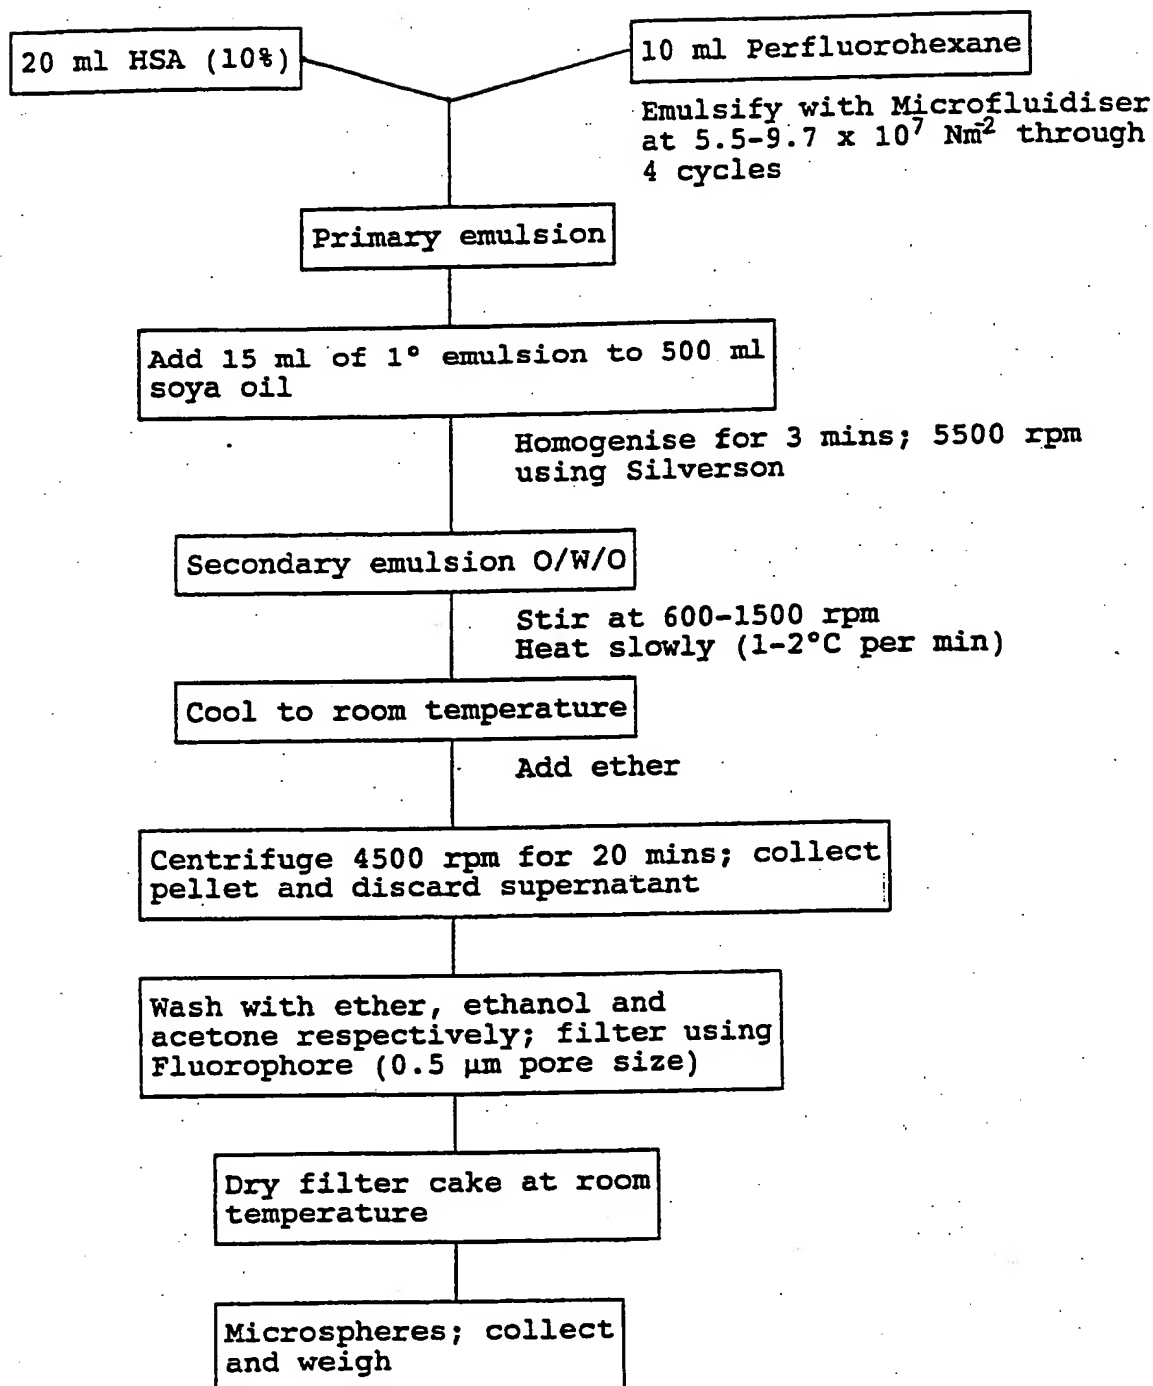 20 ml HSA (10%)
10 ml Perfluorohexane
Emulsify with Microfluidiser
at 5.5-9.7 x 10⁷ Nm⁻² through
4 cycles
Primary emulsion
Add 15 ml of 1° emulsion to 500 ml
soya oil
Homogenise for 3 mins; 5500 rpm
using Silverson
Secondary emulsion O/W/O
Stir at 600-1500 rpm
Heat slowly (1-2°C per min)
Cool to room temperature
Add ether
Centrifuge 4500 rpm for 20 mins; collect
pellet and discard supernatant
Wash with ether, ethanol and
acetone respectively; filter using
Fluorophore (0.5 µm pore size)
Dry filter cake at room
temperature
Microspheres; collect
and weigh